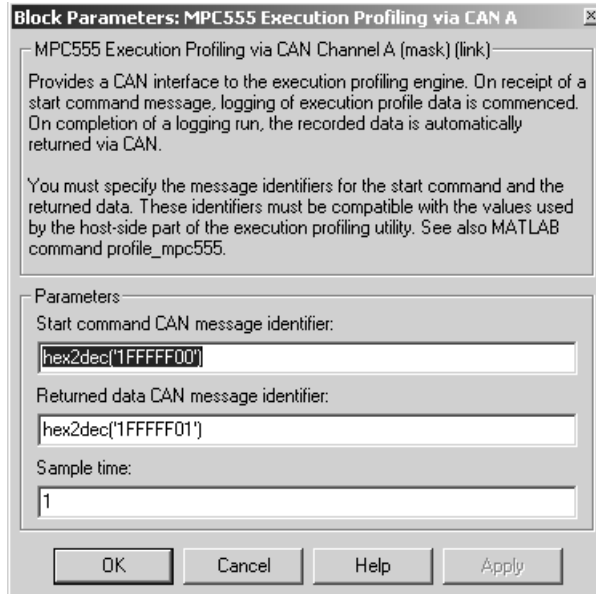 Block Parameters: MPC555 Execution Profiling via CAN A
MPC555 Execution Profiling via CAN Channel A (mask) (link)
Provides a CAN interface to the execution profiling engine. On receipt of a
start command message, logging of execution profile data is commenced.
On completion of a logging run, the recorded data is automatically
returned via CAN.
You must specify the message identifiers for the start command and the
returned data. These identifiers must be compatible with the values used
by the host-side part of the execution profiling utility. See also MATLAB
command profile_mpc555.
Parameters
Start command CAN message identifier:
hex2dec('1FFFFF00')
Returned data CAN message identifier:
hex2dec('1FFFFF01')
Sample time:
1
OK Cancel Help Apply